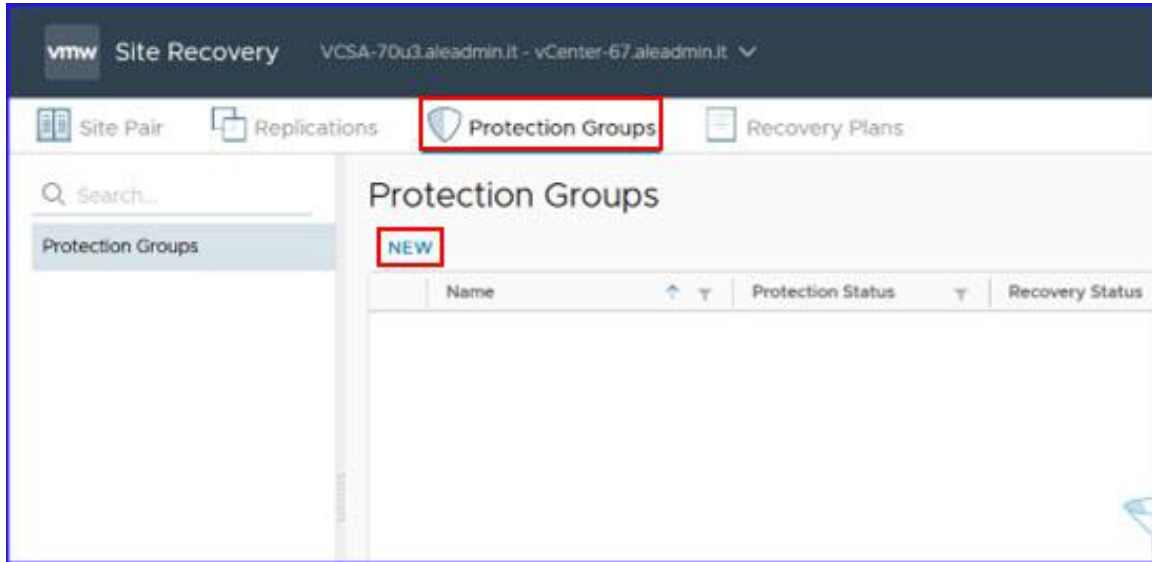 vmw Site Recovery VCSA-70u3.aleadmin.it - vCenter-67.aleadmin.it
Site Pair Replications Protection Groups Recovery Plans
Search...
Protection Groups
Protection Groups
NEW
Name Protection Status Recovery Status